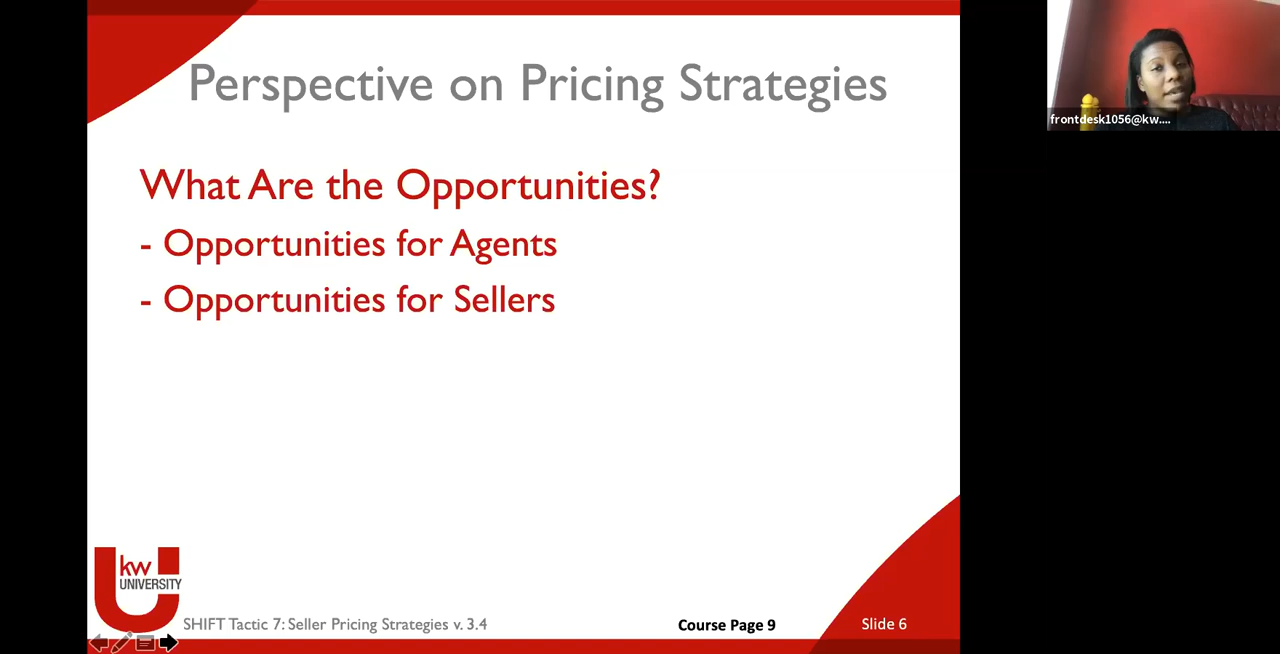 Perspective on Pricing Strategies
What Are the Opportunities?
- Opportunities for Agents
- Opportunities for Sellers
kw
UNIVERSITY
SHIFT Tactic 7: Seller Pricing Strategies v. 3.4
Course Page 9
Slide 6
frontdesk1056@kw....